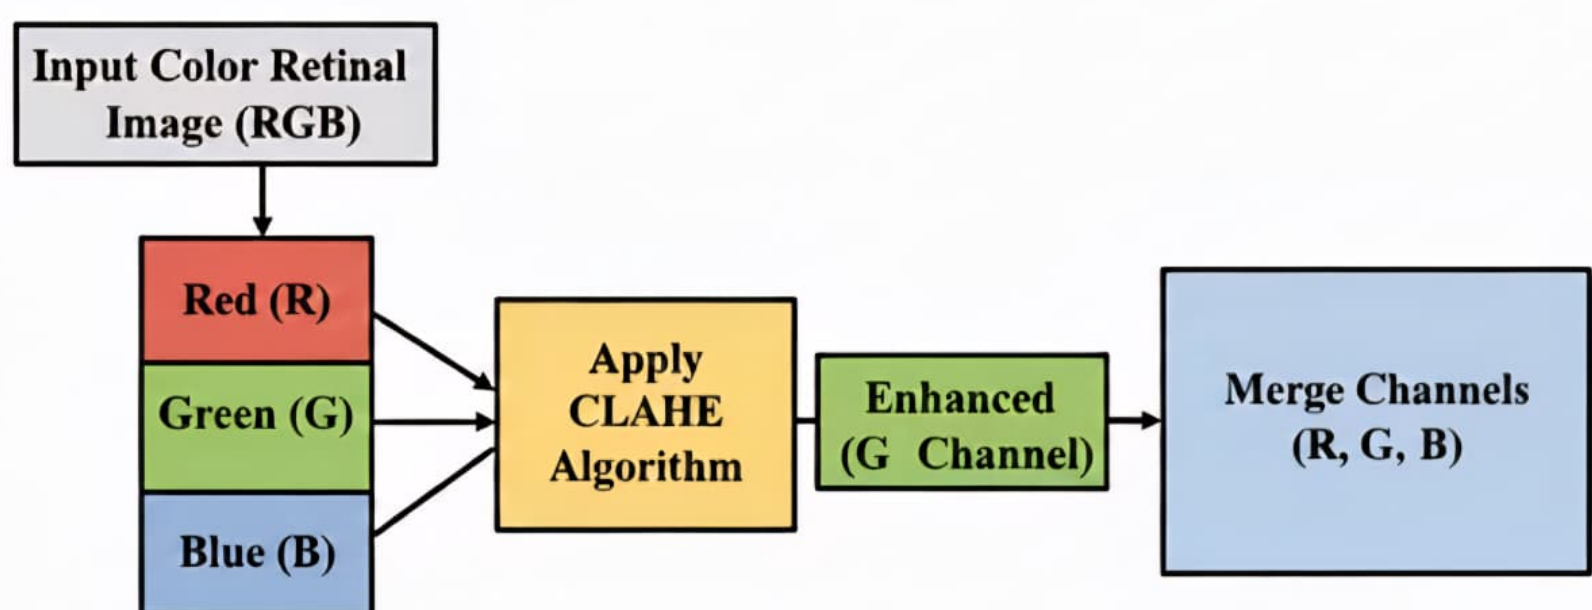 Input Color Retinal
Image (RGB)
Red (R)
Green (G)
Blue (B)
Apply
CLAHE
Algorithm
Enhanced
(G Channel)
Merge Channels
(R, G, B)